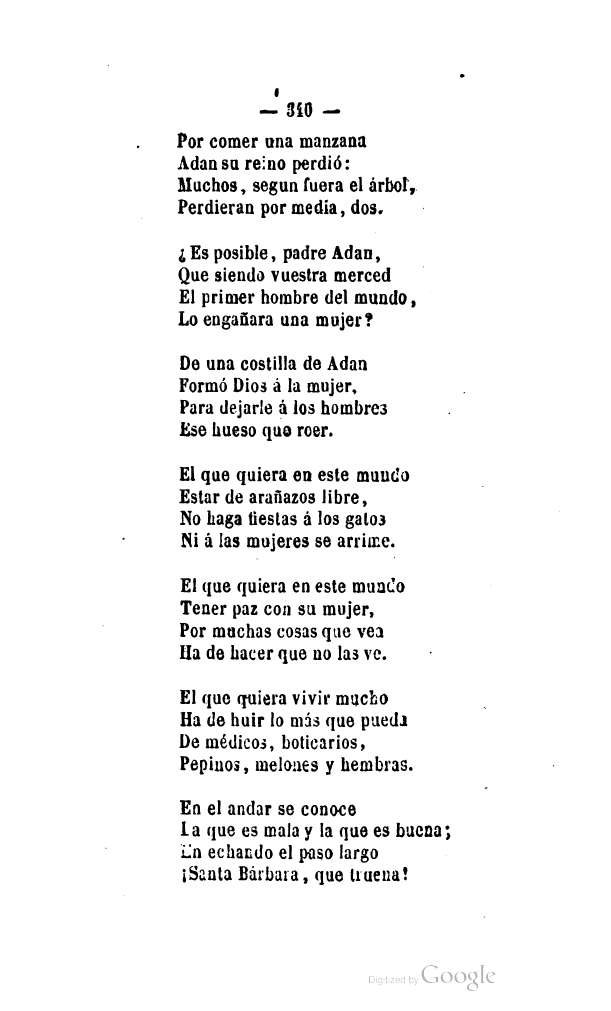 — 310 —
Por comer una manzana
Adan su reino perdió:
Muchos, segun fuera el árbol,
Perdieran por media, dos.
¿Es posible, padre Adan,
Que siendo vuestra merced
El primer hombre del mundo,
Lo engañara una mujer?
De una costilla de Adan
Formó Dios á la mujer,
Para dejarle á los hombres
Ese hueso que roer.
El que quiera en este mundo
Estar de arañazos libre,
No haga fiestas á los gatos
Ni á las mujeres se arrime.
El que quiera en este mundo
Tener paz con su mujer,
Por muchas cosas que vea
Ha de hacer que no las ve.
El que quiera vivir mucho
Ha de huir lo más que pueda
De médicos, boticarios,
Pepinos, melones y hembras.
En el andar se conoce
La que es mala y la que es buena;
En echando el paso largo
¡Santa Bárbara, que truena!
Digitized by Google